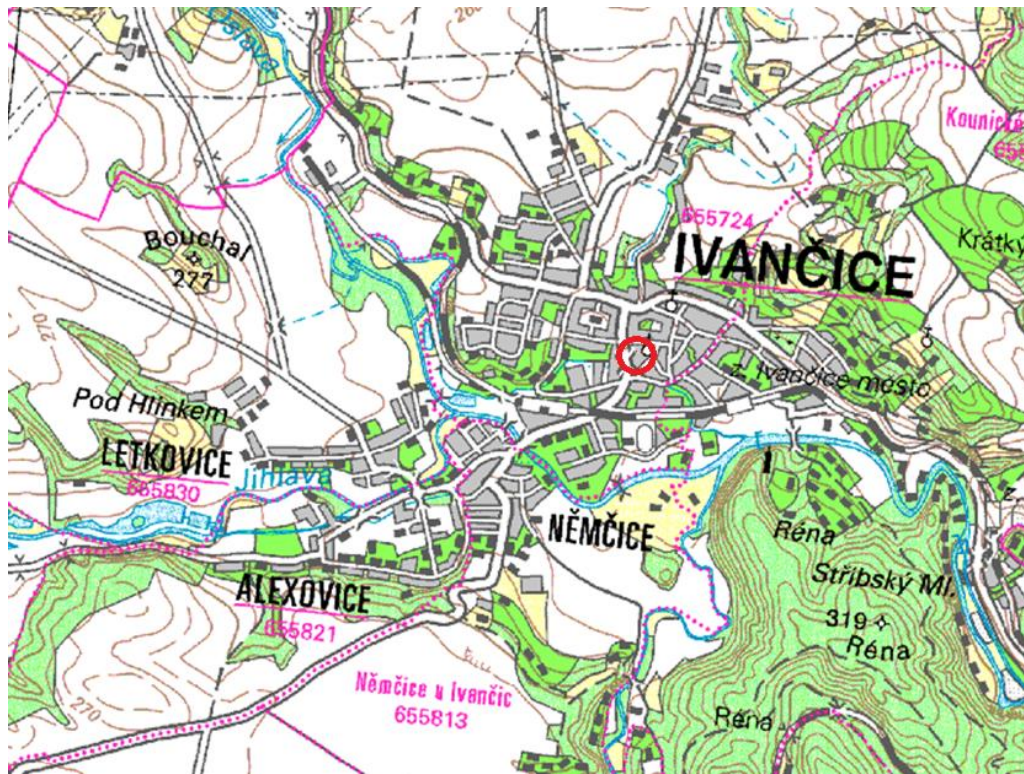 Oslava
Kounické
655724
IVANČICE
Bouchal
277
Krátký
270
z. Ivančice město
Pod Hlinkem
LETKOVICE
655830
Jihlava
NĚMČICE
Réna
Stříbský Ml.
ALEXOVICE
655821
319
Réna
Němčice u Ivančic
655813
270
Réna